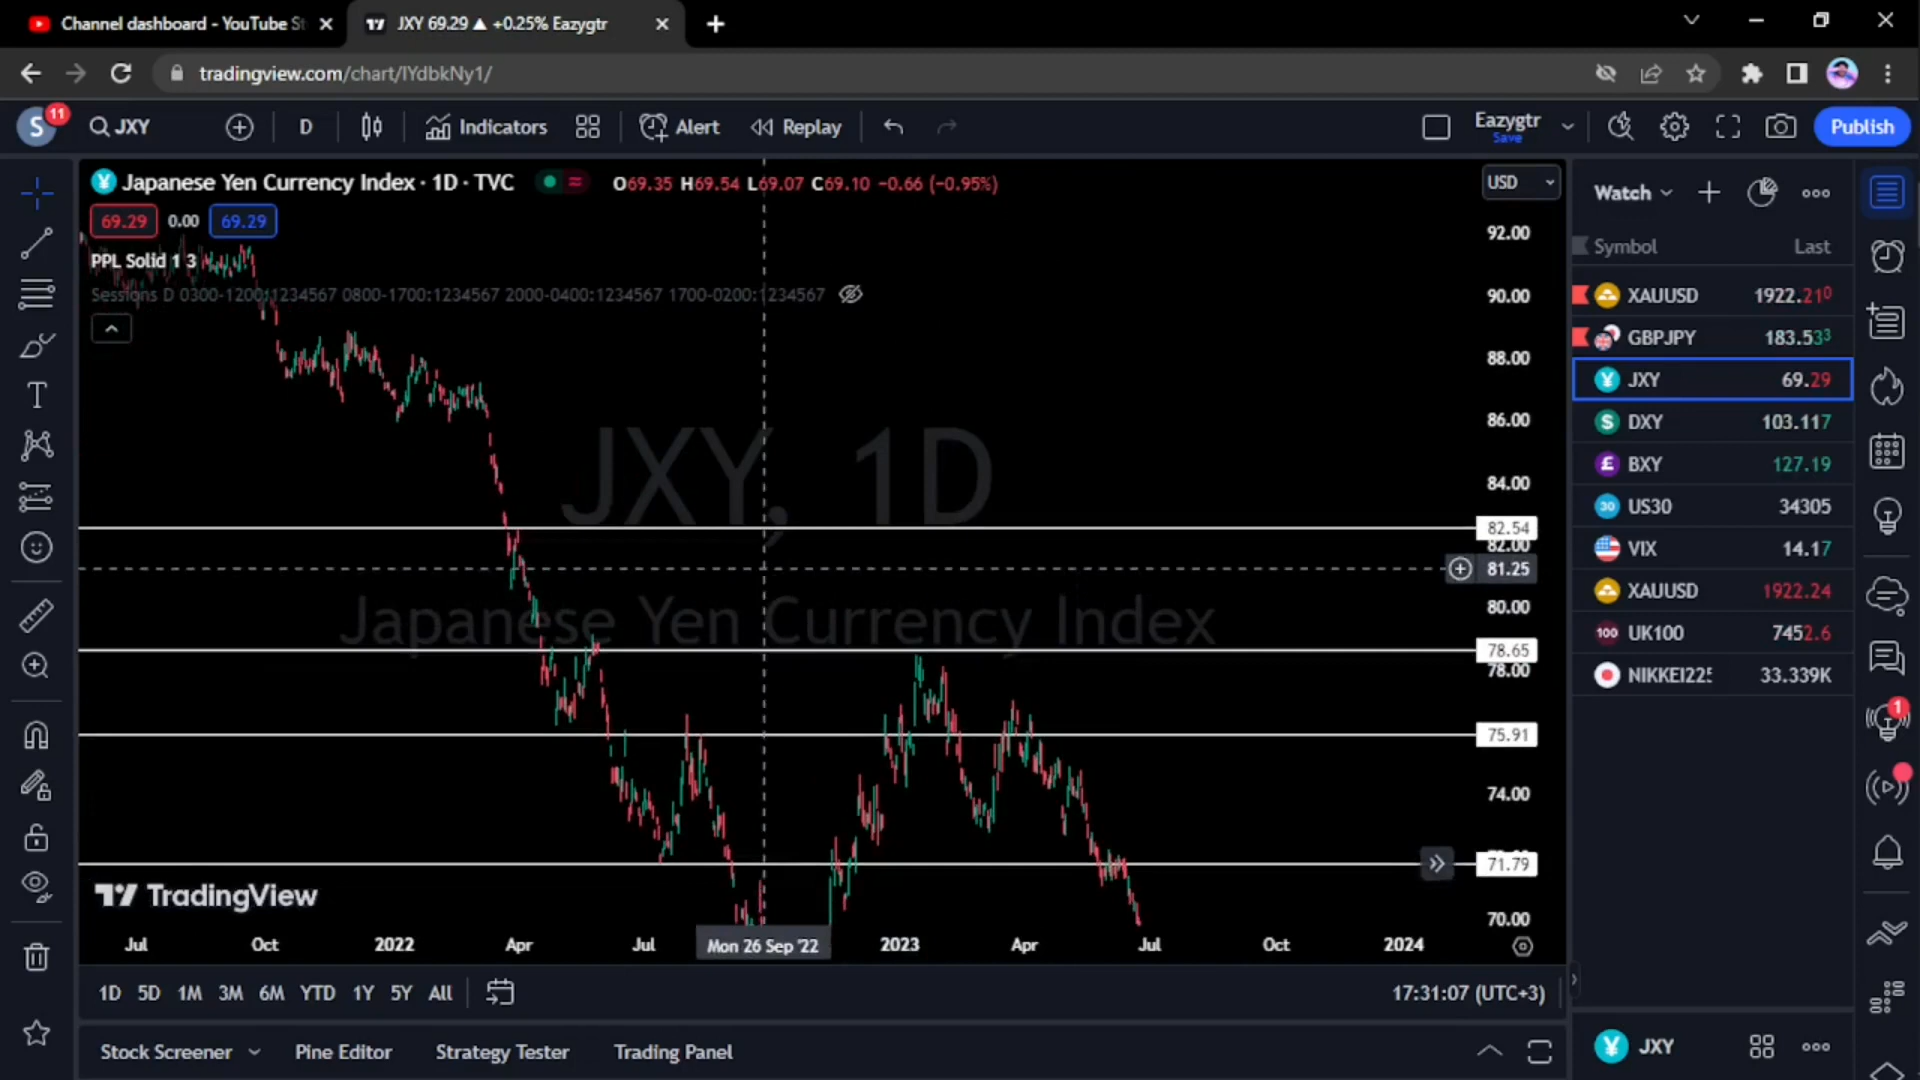 Channel dashboard - YouTube St
JXY 69.29 ▲ +0.25% Eazygtr
tradingview.com/chart/lYdbkNy1/
S
11
JXY
D
Indicators
Alert
Replay
Eazygtr
Save
Publish
Japanese Yen Currency Index · 1D · TVC
O69.35 H69.54 L69.07 C69.10 −0.66 (−0.95%)
USD
69.29
0.00
69.29
PPL Solid 1 3
Sessions D 0300-1200:1234567 0800-1700:1234567 2000-0400:1234567 1700-0200:1234567
JXY, 1D
Japanese Yen Currency Index
92.00
90.00
88.00
86.00
84.00
82.54
82.00
81.25
80.00
78.65
78.00
75.91
74.00
71.79
70.00
TradingView
Jul
Oct
2022
Apr
Jul
Mon 26 Sep '22
2023
Apr
Jul
Oct
2024
1D 5D 1M 3M 6M YTD 1Y 5Y All
17:31:07 (UTC+3)
Stock Screener
Pine Editor
Strategy Tester
Trading Panel
Watch
Symbol Last
XAUUSD 1922.210
GBPJPY 183.533
JXY 69.29
DXY 103.117
BXY 127.19
US30 34305
VIX 14.17
XAUUSD 1922.24
UK100 7452.6
NIKKEI225 33.339K
1
JXY